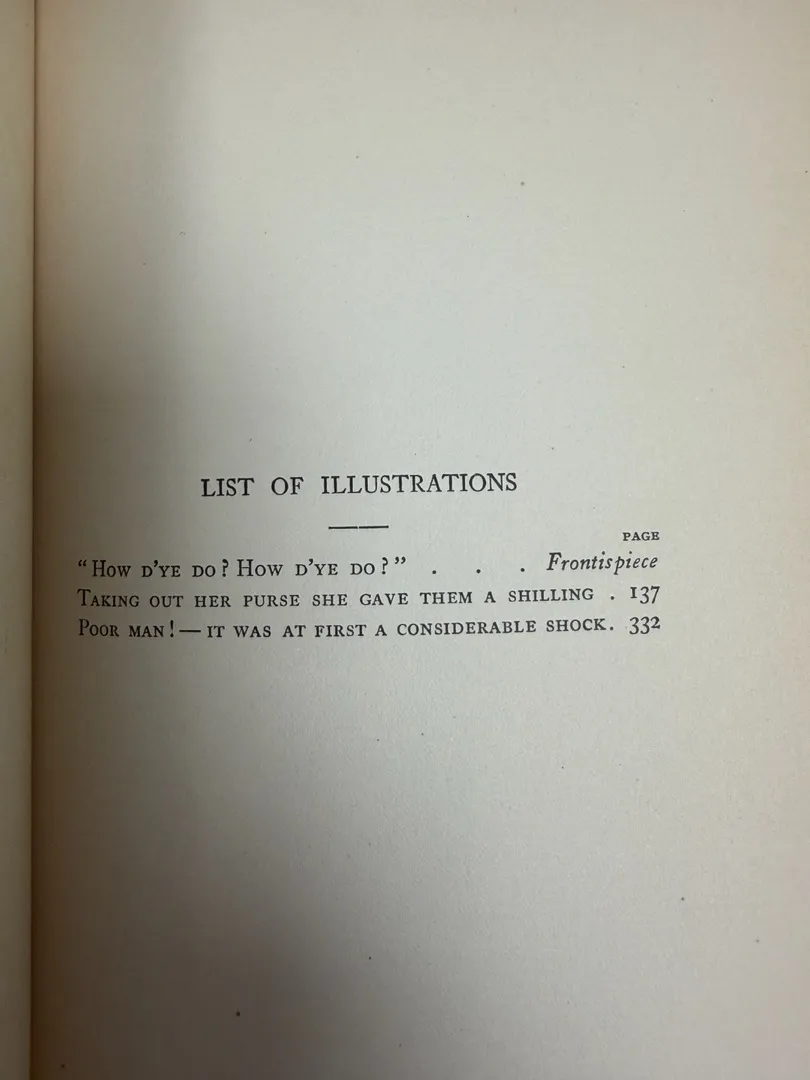 LIST OF ILLUSTRATIONS
PAGE
“How d’ye do? How d’ye do?” . . . Frontispiece
Taking out her purse she gave them a shilling . 137
Poor man!—it was at first a considerable shock. 332